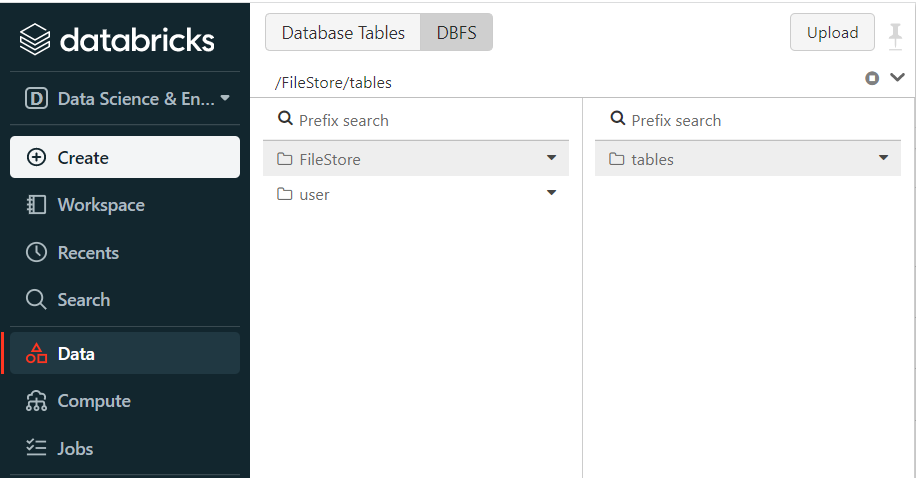 databricks
D Data Science & En...
Create
Workspace
Recents
Search
Data
Compute
Jobs
Database Tables
DBFS
Upload
/FileStore/tables
Prefix search
FileStore
user
Prefix search
tables